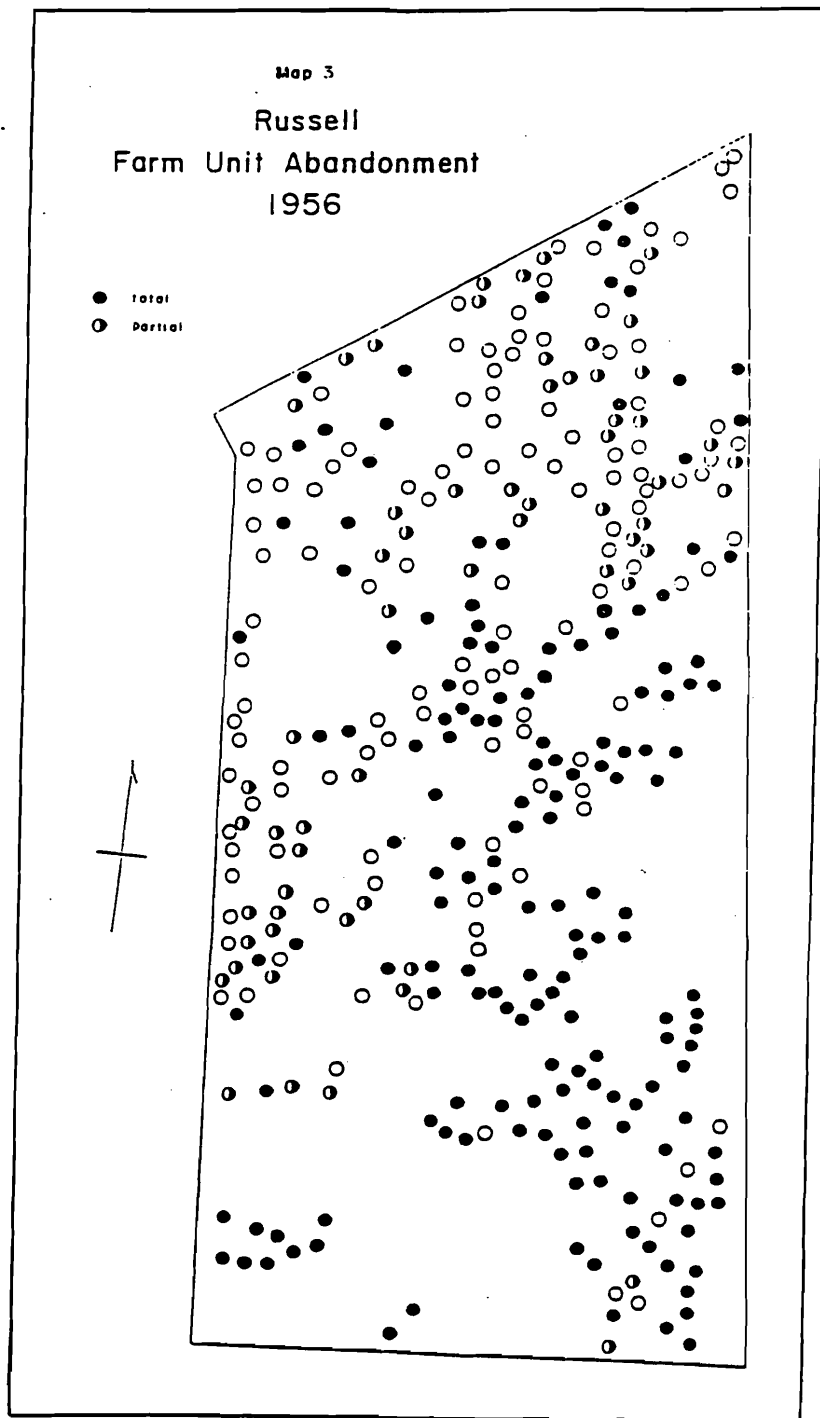 Map 3
Russell
Farm Unit Abandonment
1956
Total
Partial